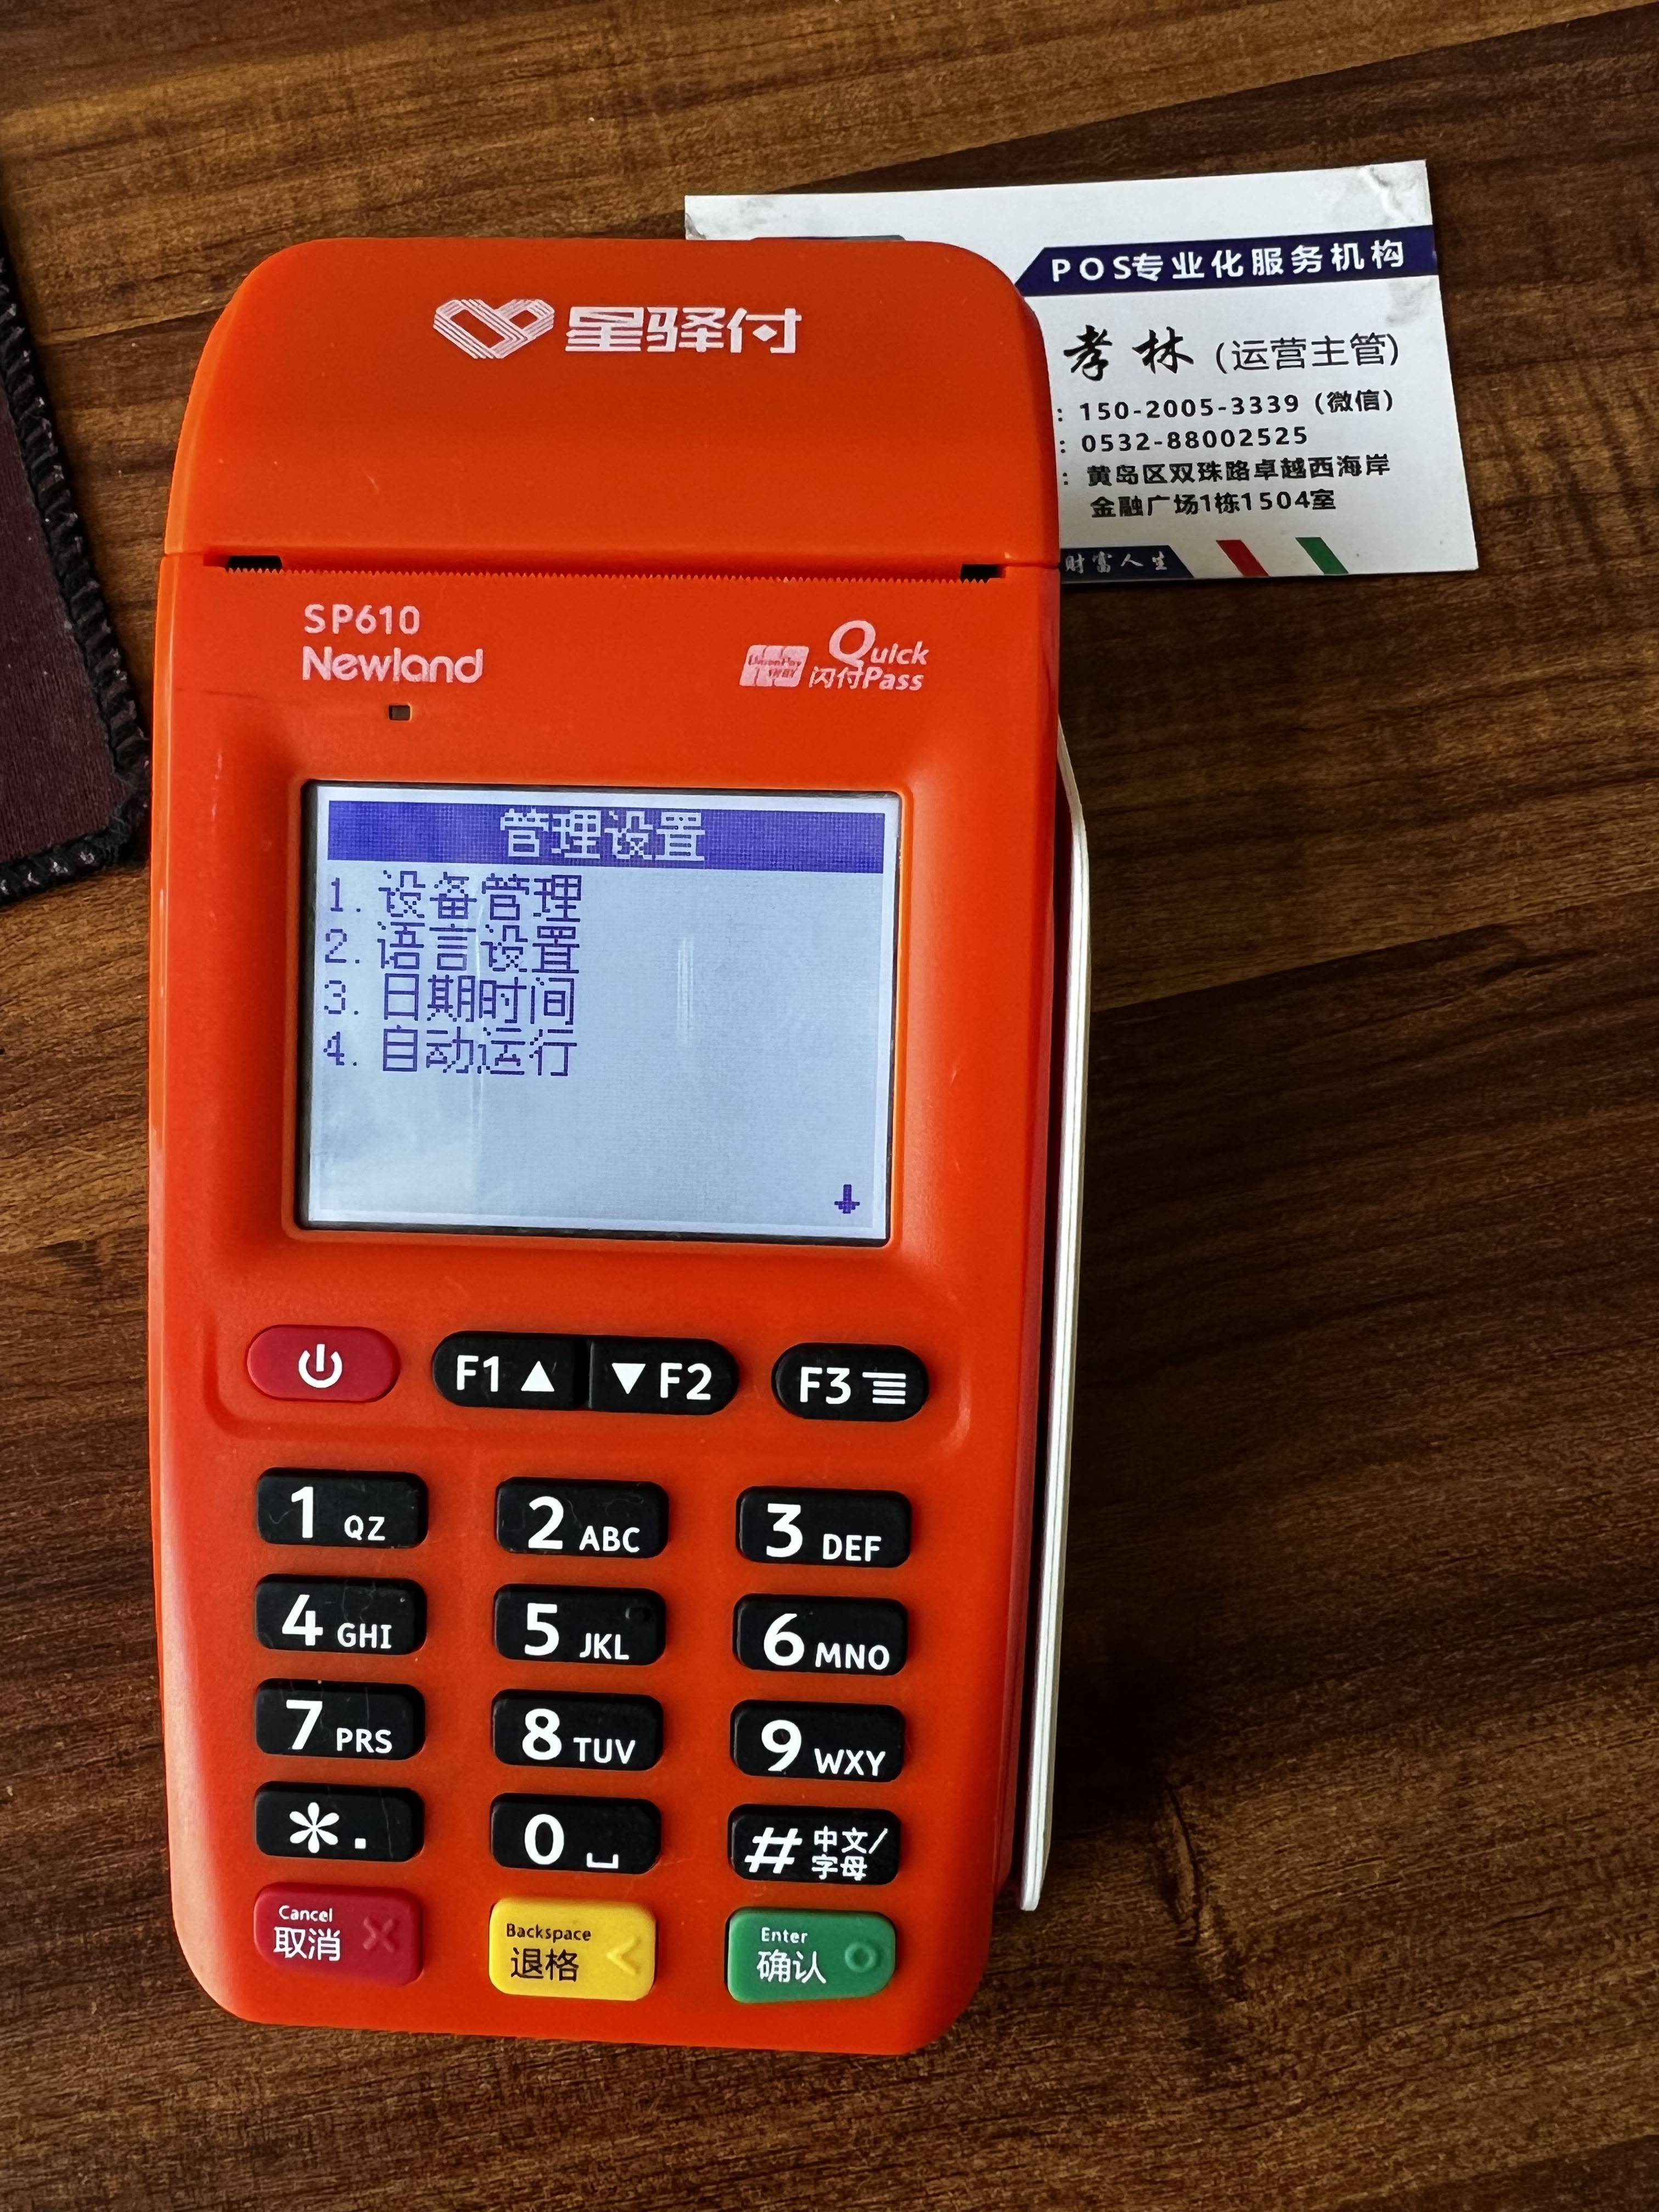 星驿付
POS专业化服务机构
孝林（运营主管）
：150-2005-3339（微信）
：0532-88002525
：黄岛区双珠路卓越西海岸
金融广场1栋1504室
财富人生
SP610
Newland
UnionPay
Quick
闪付Pass
管理设置
1. 设备管理
2. 语言设置
3. 日期时间
4. 自动运行
F1 ▲ ▼ F2 F3
1 QZ 2 ABC 3 DEF
4 GHI 5 JKL 6 MNO
7 PRS 8 TUV 9 WXY
* . 0 # 中文/字母
Cancel Backspace Enter
取消 退格 确认